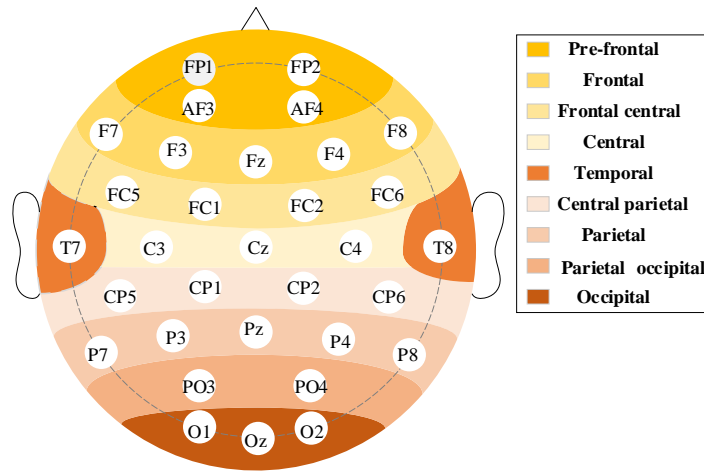 FP1 FP2
AF3 AF4
F7 F8
F3 Fz F4
FC5 FC1 FC2 FC6
T7 C3 Cz C4 T8
CP5 CP1 CP2 CP6
P7 P3 Pz P4 P8
PO3 PO4
O1 Oz O2
Pre-frontal
Frontal
Frontal central
Central
Temporal
Central parietal
Parietal
Parietal occipital
Occipital